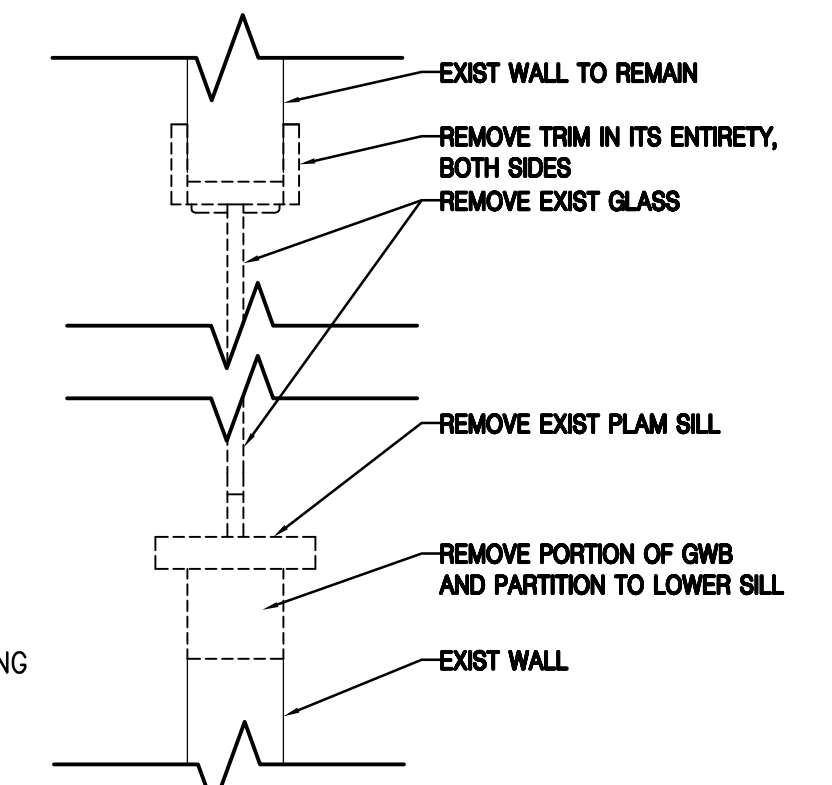 EXIST WALL TO REMAIN
REMOVE TRIM IN ITS ENTIRETY,
BOTH SIDES
REMOVE EXIST GLASS
REMOVE EXIST PLAM SILL
REMOVE PORTION OF GWB
AND PARTITION TO LOWER SILL
NG
EXIST WALL